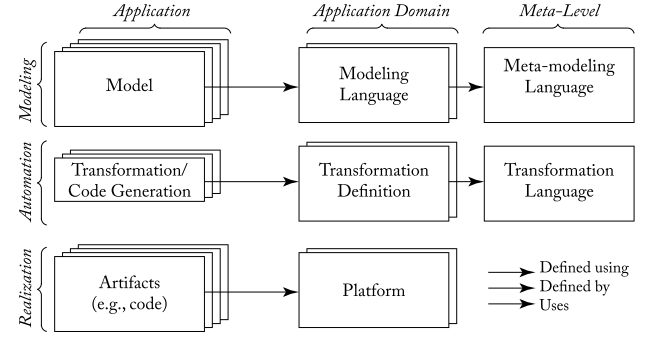 Application
Application Domain
Meta-Level
Modeling
Model
Modeling
Language
Meta-modeling
Language
Automation
Transformation/
Code Generation
Transformation
Definition
Transformation
Language
Realization
Artifacts
(e.g., code)
Platform
Defined using
Defined by
Uses